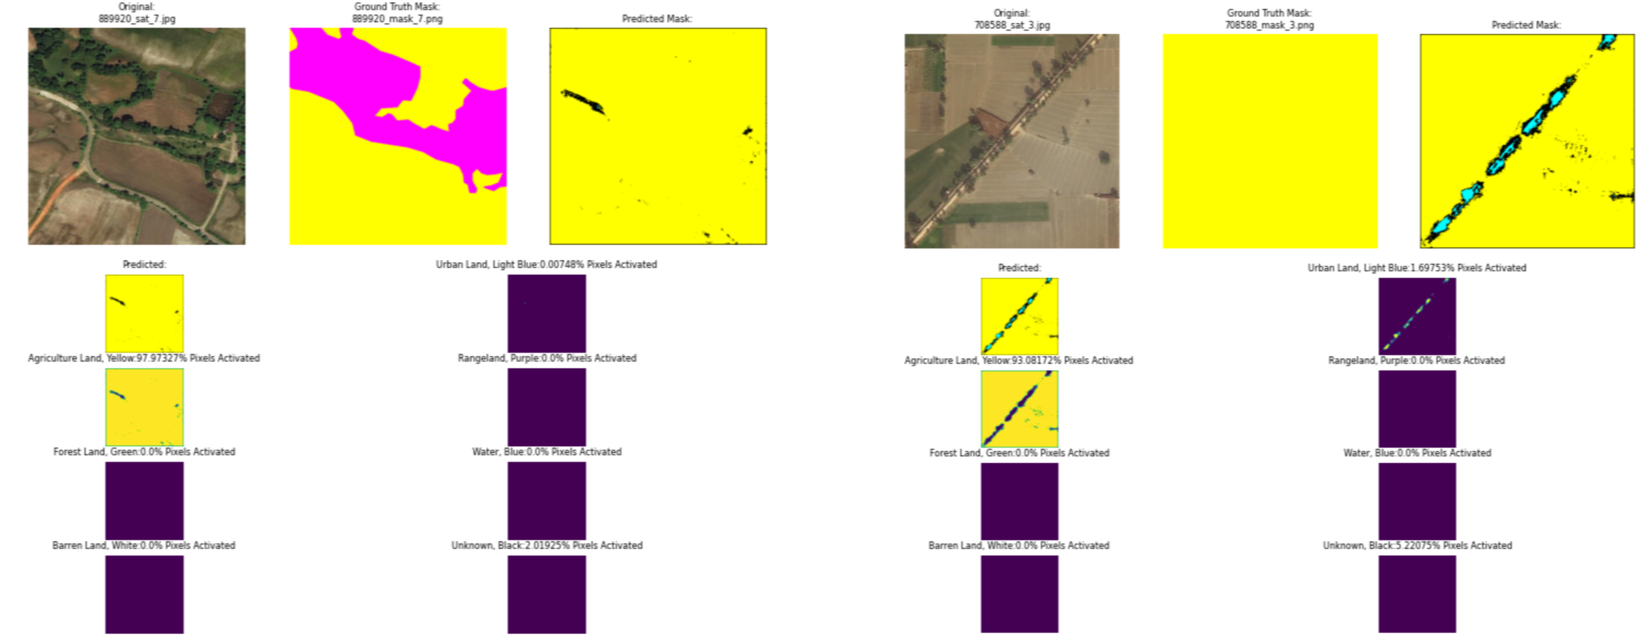 Original:
889920_sat_7.jpg
Ground Truth Mask:
889920_mask_7.png
Predicted Mask:
Predicted:
Urban Land, Light Blue:0.00748% Pixels Activated
Agriculture Land, Yellow:97.97327% Pixels Activated
Rangeland, Purple:0.0% Pixels Activated
Forest Land, Green:0.0% Pixels Activated
Water, Blue:0.0% Pixels Activated
Barren Land, White:0.0% Pixels Activated
Unknown, Black:2.01925% Pixels Activated
Original:
708588_sat_3.jpg
Ground Truth Mask:
708588_mask_3.png
Predicted Mask:
Predicted:
Urban Land, Light Blue:1.69753% Pixels Activated
Agriculture Land, Yellow:93.08172% Pixels Activated
Rangeland, Purple:0.0% Pixels Activated
Forest Land, Green:0.0% Pixels Activated
Water, Blue:0.0% Pixels Activated
Barren Land, White:0.0% Pixels Activated
Unknown, Black:5.22075% Pixels Activated